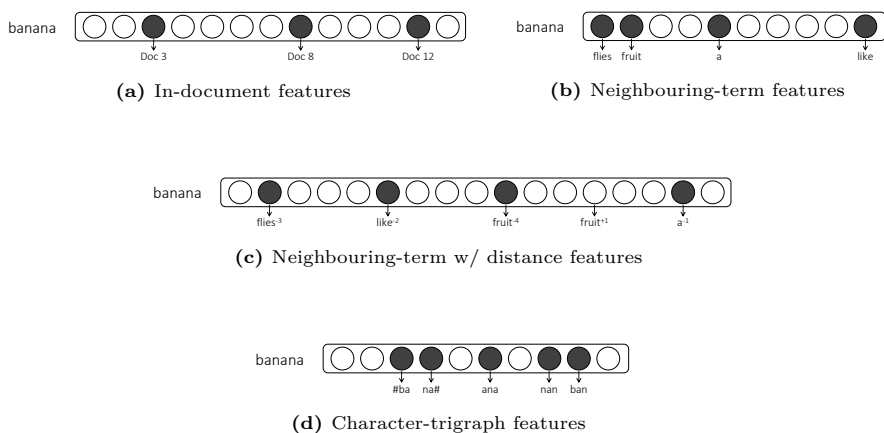 banana
Doc 3 Doc 8 Doc 12
(a) In-document features
banana
flies fruit a like
(b) Neighbouring-term features
banana
flies⁻³ like⁻² fruit⁻⁴ fruit⁺¹ a⁻¹
(c) Neighbouring-term w/ distance features
banana
#ba na# ana nan ban
(d) Character-trigraph features